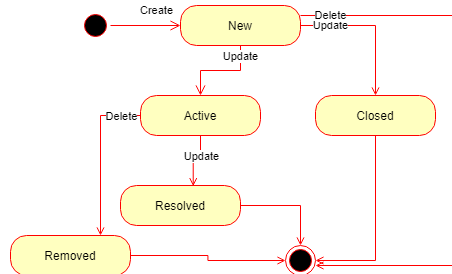 Create
New
Delete
Update
Update
Active
Closed
Delete
Update
Resolved
Removed